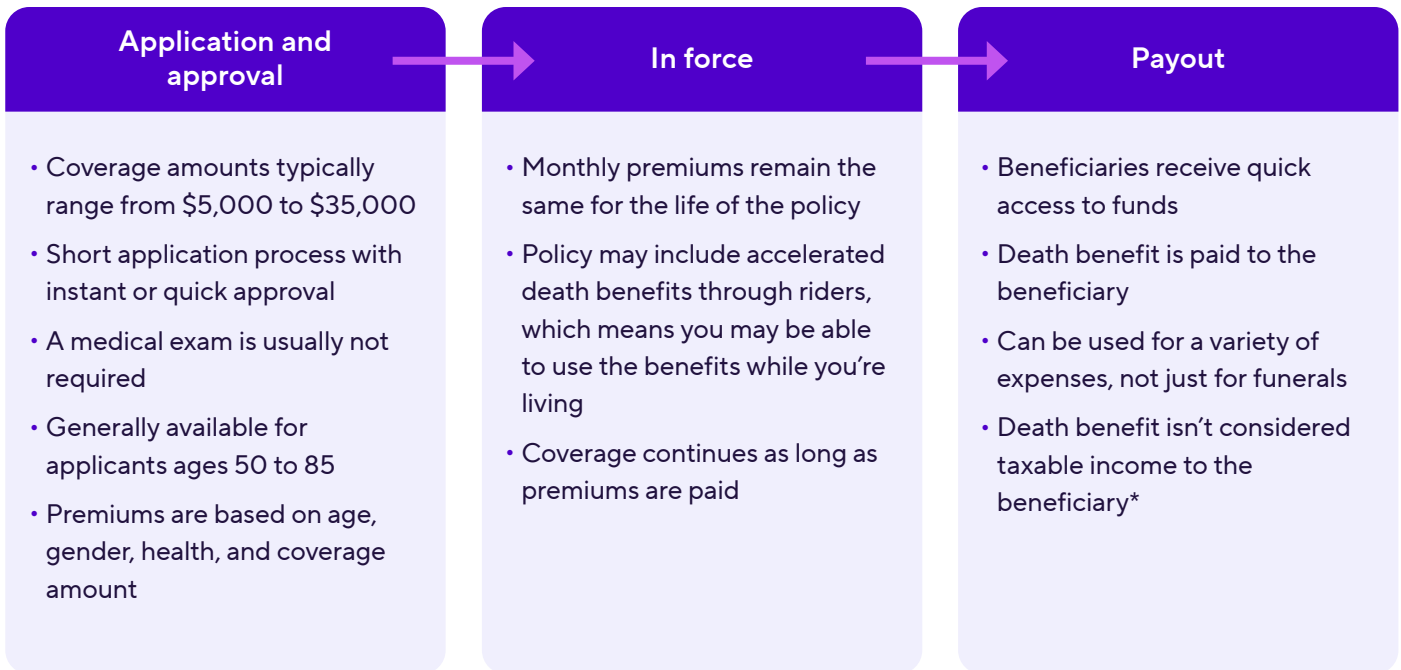 Application and
approval
In force
Payout
• Coverage amounts typically
range from $5,000 to $35,000
• Short application process with
instant or quick approval
• A medical exam is usually not
required
• Generally available for
applicants ages 50 to 85
• Premiums are based on age,
gender, health, and coverage
amount
• Monthly premiums remain the
same for the life of the policy
• Policy may include accelerated
death benefits through riders,
which means you may be able
to use the benefits while you’re
living
• Coverage continues as long as
premiums are paid
• Beneficiaries receive quick
access to funds
• Death benefit is paid to the
beneficiary
• Can be used for a variety of
expenses, not just for funerals
• Death benefit isn’t considered
taxable income to the
beneficiary*